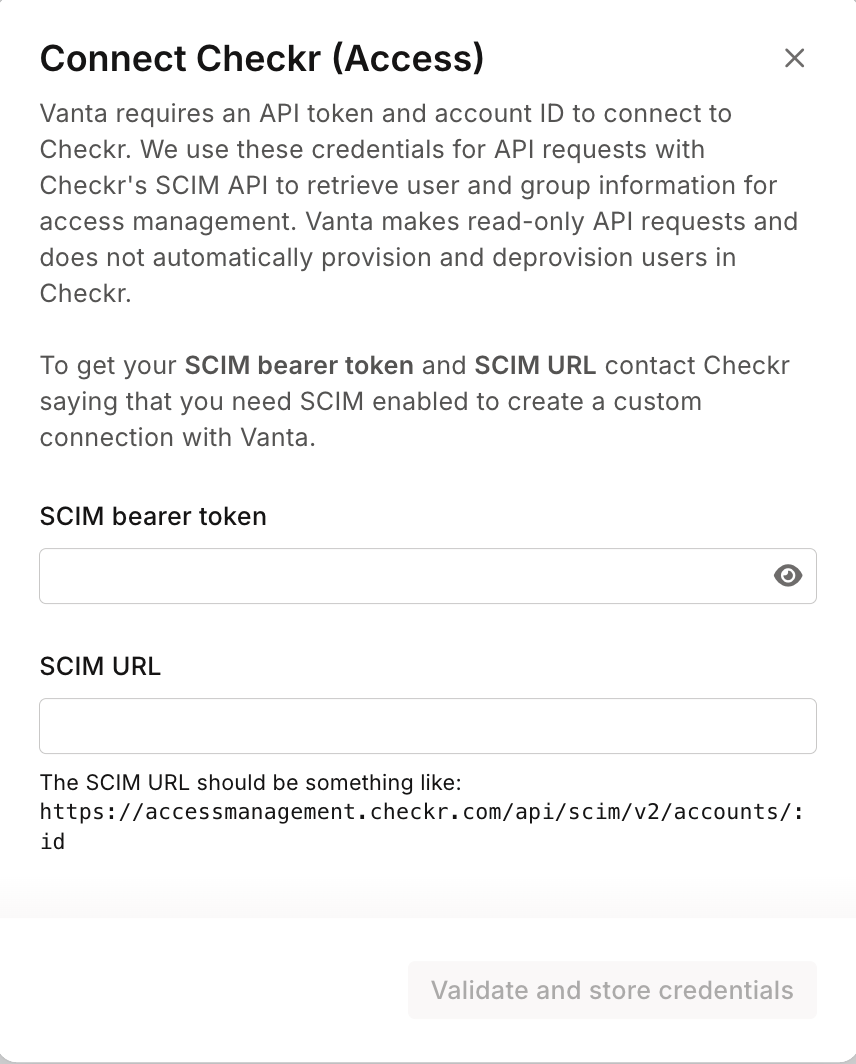 Connect Checkr (Access)
Vanta requires an API token and account ID to connect to
Checkr. We use these credentials for API requests with
Checkr's SCIM API to retrieve user and group information for
access management. Vanta makes read-only API requests and
does not automatically provision and deprovision users in
Checkr.
To get your SCIM bearer token and SCIM URL contact Checkr
saying that you need SCIM enabled to create a custom
connection with Vanta.
SCIM bearer token
SCIM URL
The SCIM URL should be something like:
https://accessmanagement.checkr.com/api/scim/v2/accounts/:
id
Validate and store credentials